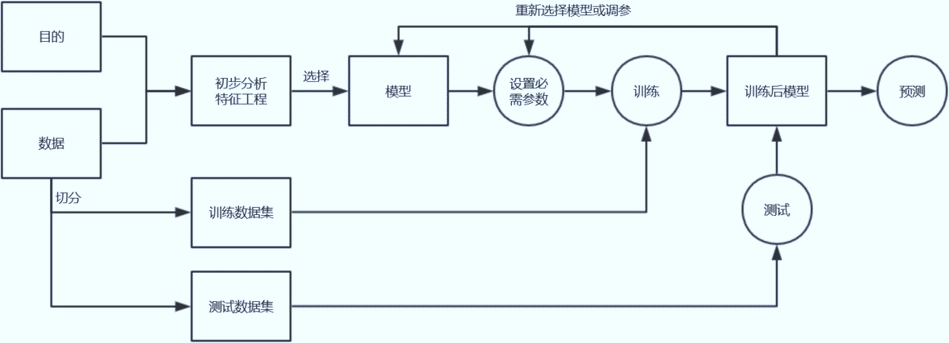 重新选择模型或调参
目的
初步分析
特征工程
选择
模型
设置必
需参数
训练
训练后模型
预测
数据
切分
训练数据集
测试
测试数据集